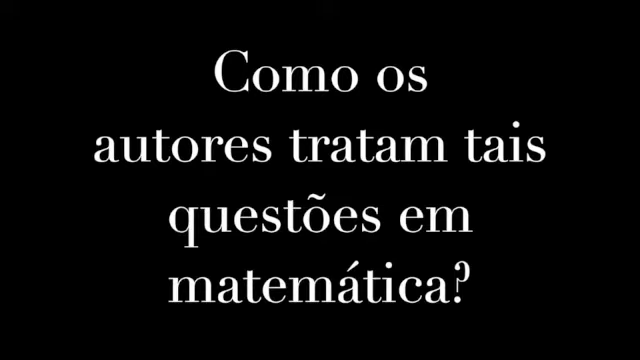 Como os
autores tratam tais
questões em
matemática?